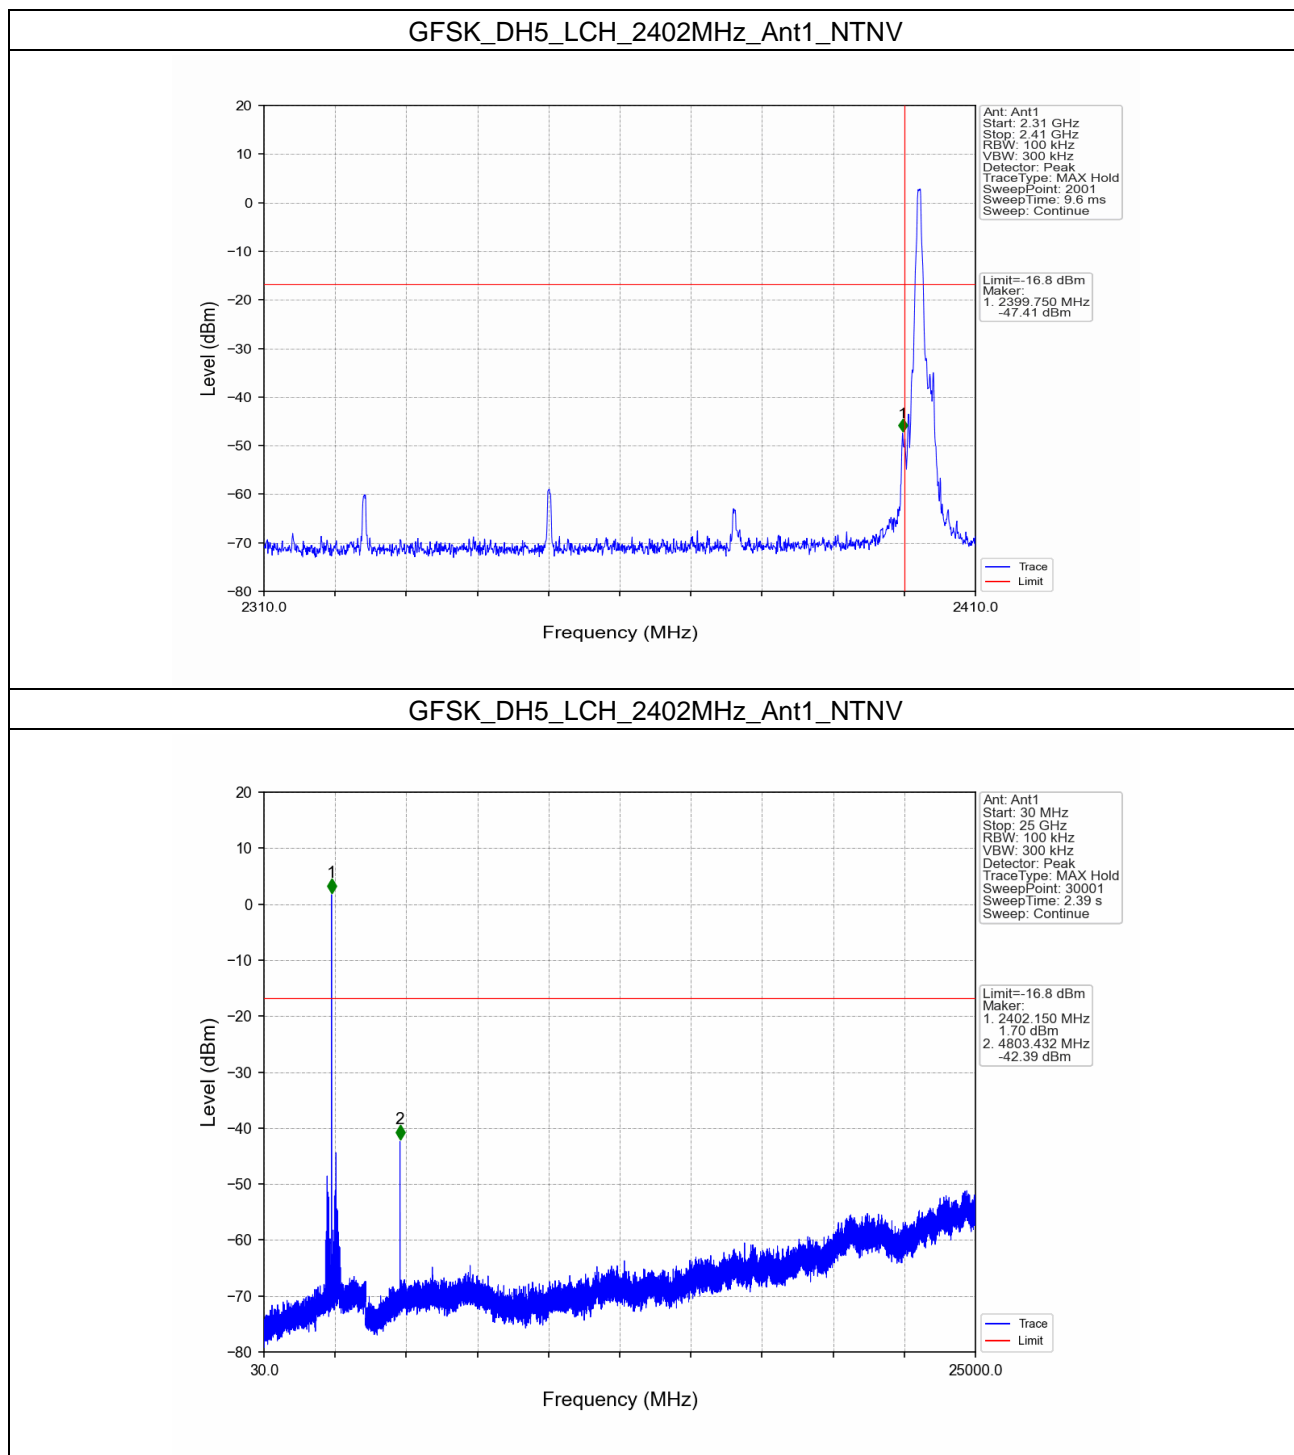 GFSK_DH5_LCH_2402MHz_Ant1_NTNV
20
10
0
−10
−20
−30
−40
−50
−60
−70
−80
Level (dBm)
2310.0
2410.0
Frequency (MHz)
1
Ant: Ant1
Start: 2.31 GHz
Stop: 2.41 GHz
RBW: 100 kHz
VBW: 300 kHz
Detector: Peak
TraceType: MAX Hold
SweepPoint: 2001
SweepTime: 9.6 ms
Sweep: Continue
Limit=-16.8 dBm
Maker:
1. 2399.750 MHz
-47.41 dBm
Trace
Limit
GFSK_DH5_LCH_2402MHz_Ant1_NTNV
20
10
0
−10
−20
−30
−40
−50
−60
−70
−80
Level (dBm)
30.0
25000.0
Frequency (MHz)
1
2
Ant: Ant1
Start: 30 MHz
Stop: 25 GHz
RBW: 100 kHz
VBW: 300 kHz
Detector: Peak
TraceType: MAX Hold
SweepPoint: 30001
SweepTime: 2.39 s
Sweep: Continue
Limit=-16.8 dBm
Maker:
1. 2402.150 MHz
1.70 dBm
2. 4803.432 MHz
-42.39 dBm
Trace
Limit